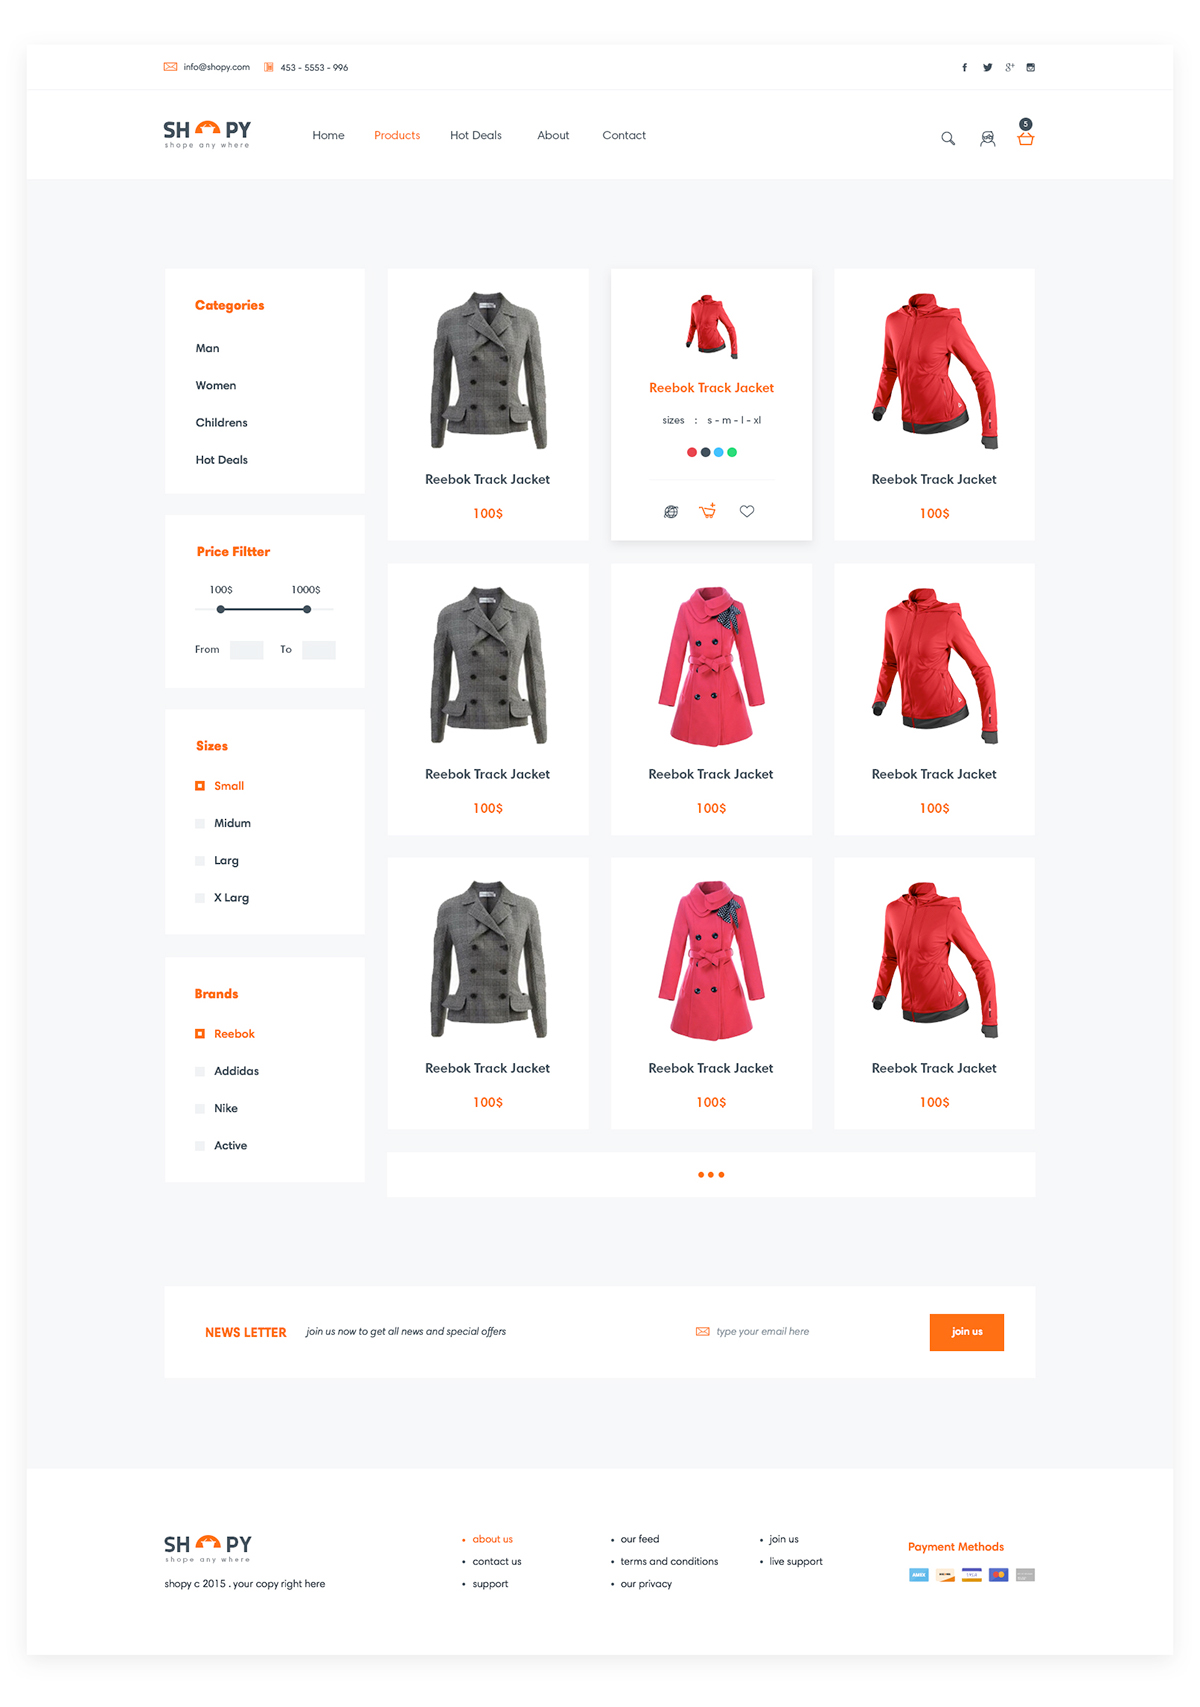 info@shopy.com 453 - 5553 - 996
SH PY
shope any where
Home Products Hot Deals About Contact
5
Categories
Man
Women
Childrens
Hot Deals
Price Filtter
100$ 1000$
From To
Sizes
Small
Midum
Larg
X Larg
Brands
Reebok
Addidas
Nike
Active
Reebok Track Jacket
100$
Reebok Track Jacket
sizes : s - m - l - xl
Reebok Track Jacket
100$
Reebok Track Jacket
100$
Reebok Track Jacket
100$
Reebok Track Jacket
100$
Reebok Track Jacket
100$
Reebok Track Jacket
100$
Reebok Track Jacket
100$
NEWS LETTER join us now to get all news and special offers type your email here join us
SH PY
shope any where
shopy c 2015 . your copy right here
about us
contact us
support
our feed
terms and conditions
our privacy
join us
live support
Payment Methods
AMEX
VISA